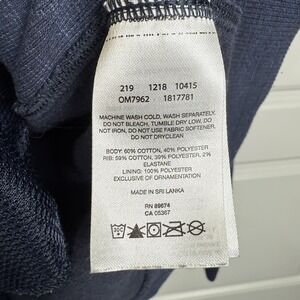 219 1218 10415
OM7962 1817781
MACHINE WASH COLD, WASH SEPARATELY,
DO NOT BLEACH, TUMBLE DRY LOW, DO
NOT IRON, DO NOT USE FABRIC SOFTENER,
DO NOT DRYCLEAN
BODY: 60% COTTON, 40% POLYESTER
RIB: 59% COTTON, 39% POLYESTER, 2%
ELASTANE
LINING: 100% POLYESTER
EXCLUSIVE OF ORNAMENTATION
MADE IN SRI LANKA
RN 89674
CA 05367